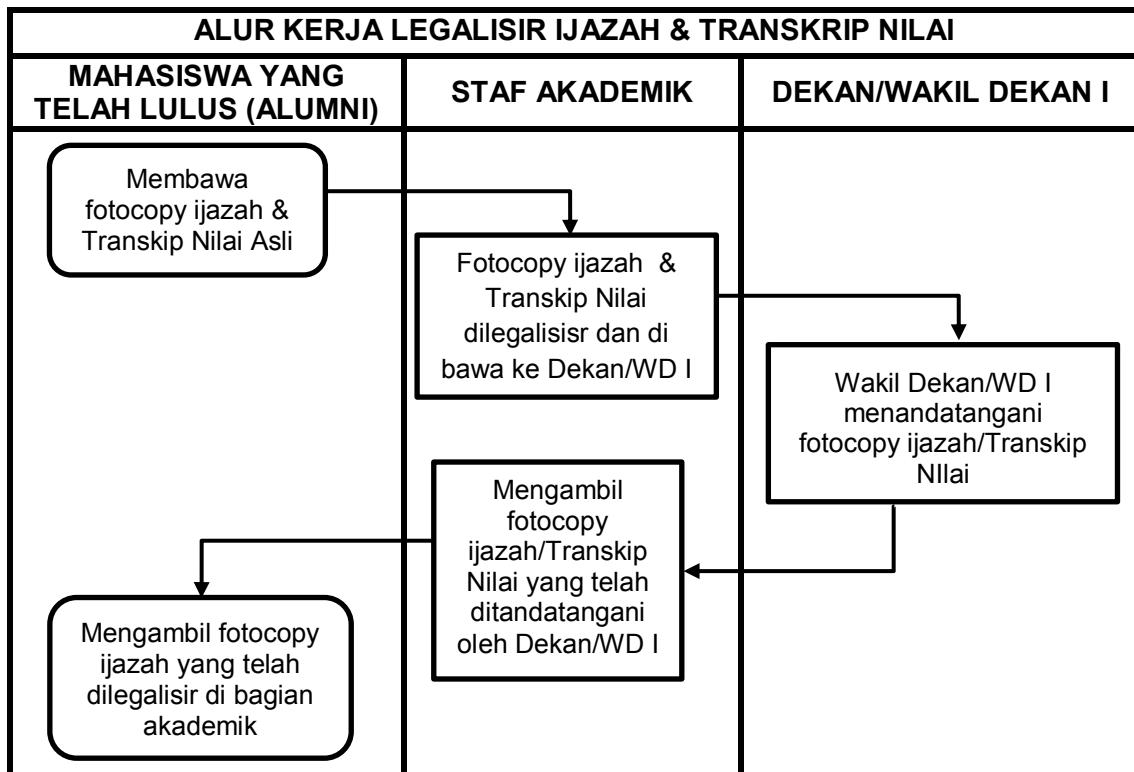 ALUR KERJA LEGALISIR IJAZAH & TRANSKRIP NILAI
MAHASISWA YANG
TELAH LULUS (ALUMNI)
STAF AKADEMIK
DEKAN/WAKIL DEKAN I
Membawa
fotocopy ijazah &
Transkip Nilai Asli
Fotocopy ijazah &
Transkip Nilai
dilegalisisr dan di
bawa ke Dekan/WD I
Wakil Dekan/WD I
menandatangani
fotocopy ijazah/Transkip
NIlai
Mengambil
fotocopy
ijazah/Transkip
Nilai yang telah
ditandatangani
oleh Dekan/WD I
Mengambil fotocopy
ijazah yang telah
dilegalisir di bagian
akademik